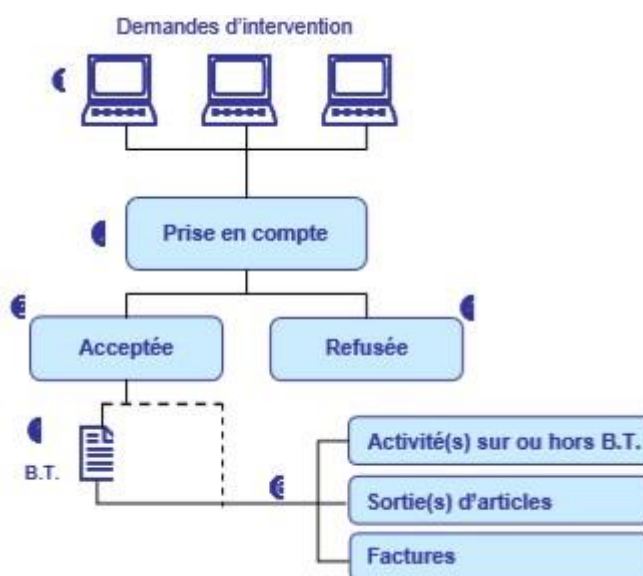 Demandes d'intervention
Prise en compte
Acceptée
Refusée
B.T.
Activité(s) sur ou hors B.T.
Sortie(s) d'articles
Factures